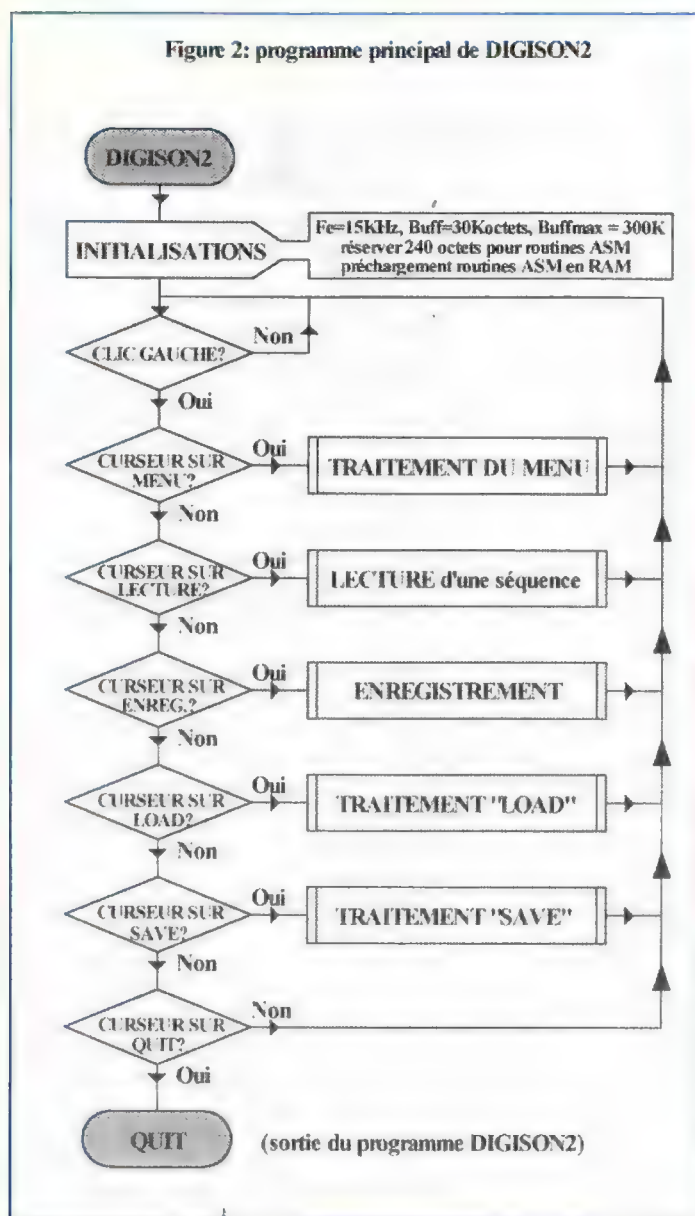 Figure 2: programme principal de DIGISON2
DIGISON2
INITIALISATIONS
Fe=15KHz, Buff=30Koctets, Buffmax = 300K
réserver 240 octets pour routines ASM
préchargement routines ASM en RAM
CLIC GAUCHE?
Non
Oui
CURSEUR SUR
MENU?
Oui
TRAITEMENT DU MENU
Non
CURSEUR SUR
LECTURE?
Oui
LECTURE d'une séquence
Non
CURSEUR SUR
ENREG.?
Oui
ENREGISTREMENT
Non
CURSEUR SUR
LOAD?
Oui
TRAITEMENT "LOAD"
Non
CURSEUR SUR
SAVE?
Oui
TRAITEMENT "SAVE"
Non
CURSEUR SUR
QUIT?
Non
Oui
QUIT
(sortie du programme DIGISON2)